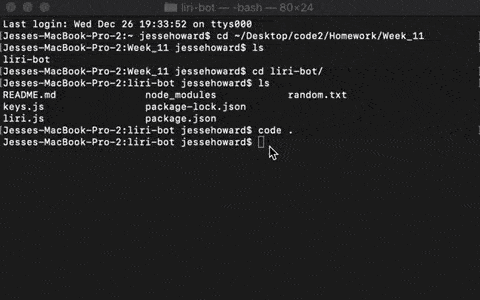 liri-bot — -bash — 80×24
Last login: Wed Dec 26 19:33:52 on ttys000
[Jesses-MacBook-Pro-2:~ jessehoward$ cd ~/Desktop/code2/Homework/Week_11
[Jesses-MacBook-Pro-2:Week_11 jessehoward$ ls
liri-bot
[Jesses-MacBook-Pro-2:Week_11 jessehoward$ cd liri-bot/
[Jesses-MacBook-Pro-2:liri-bot jessehoward$ ls
README.md node_modules random.txt
keys.js package-lock.json
liri.js package.json
[Jesses-MacBook-Pro-2:liri-bot jessehoward$ code . ]
Jesses-MacBook-Pro-2:liri-bot jessehoward$